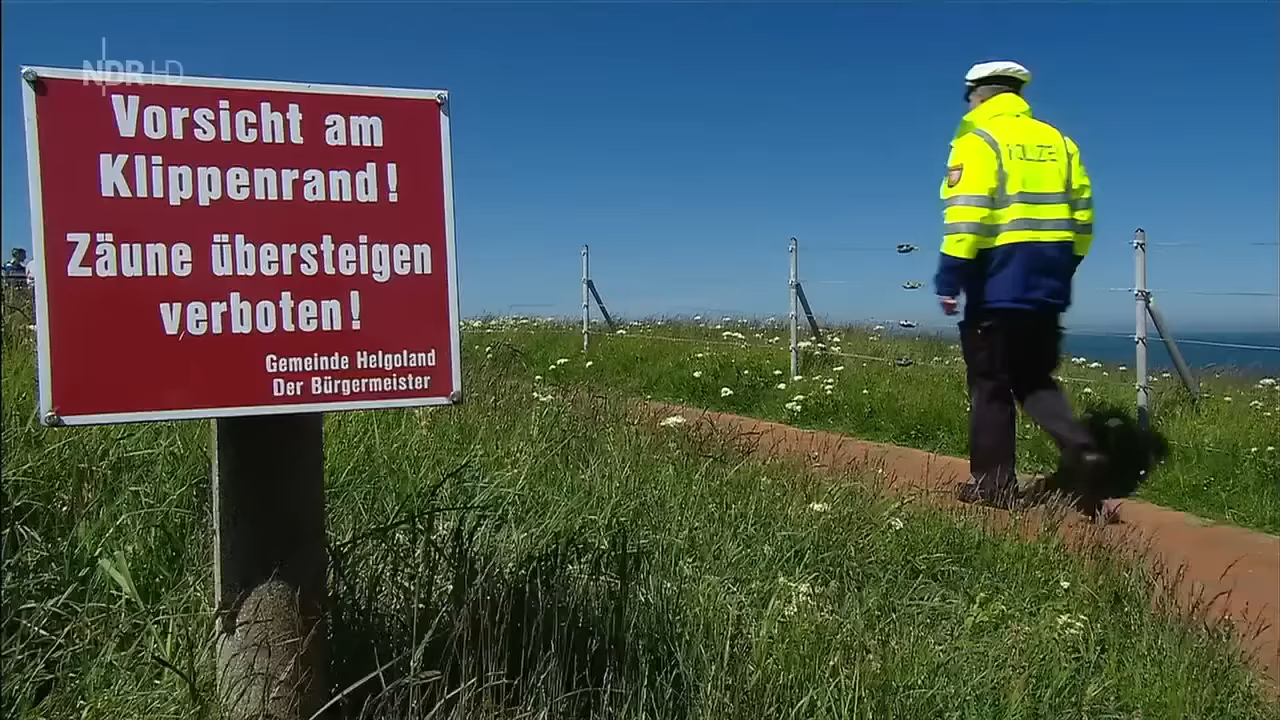 NDR HD
Vorsicht am
Klippenrand!
Zäune übersteigen
verboten!
Gemeinde Helgoland
Der Bürgermeister
POLIZEI